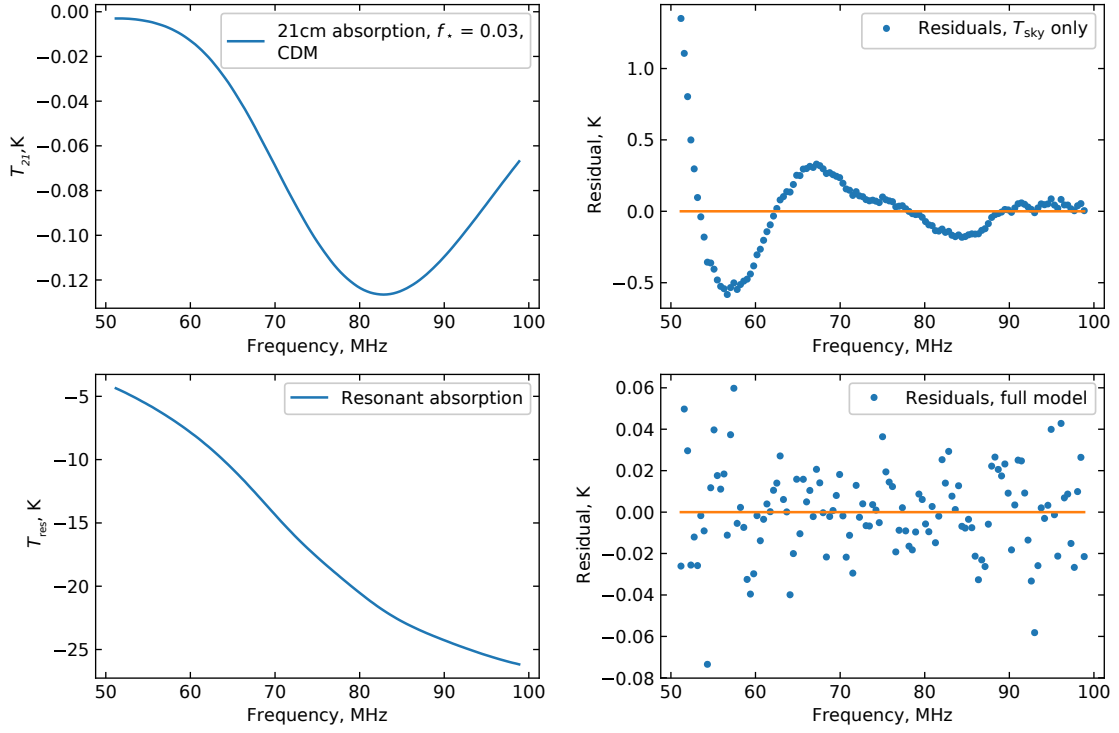 21cm absorption, f⋆ = 0.03,
CDM
0.00
−0.02
−0.04
−0.06
−0.08
−0.10
−0.12
T21,K
50 60 70 80 90 100
Frequency, MHz
Residuals, Tsky only
1.0
0.5
0.0
−0.5
Residual, K
50 60 70 80 90 100
Frequency, MHz
Resonant absorption
−5
−10
−15
−20
−25
Tres, K
50 60 70 80 90 100
Frequency, MHz
Residuals, full model
0.06
0.04
0.02
0.00
−0.02
−0.04
−0.06
−0.08
Residual, K
50 60 70 80 90 100
Frequency, MHz